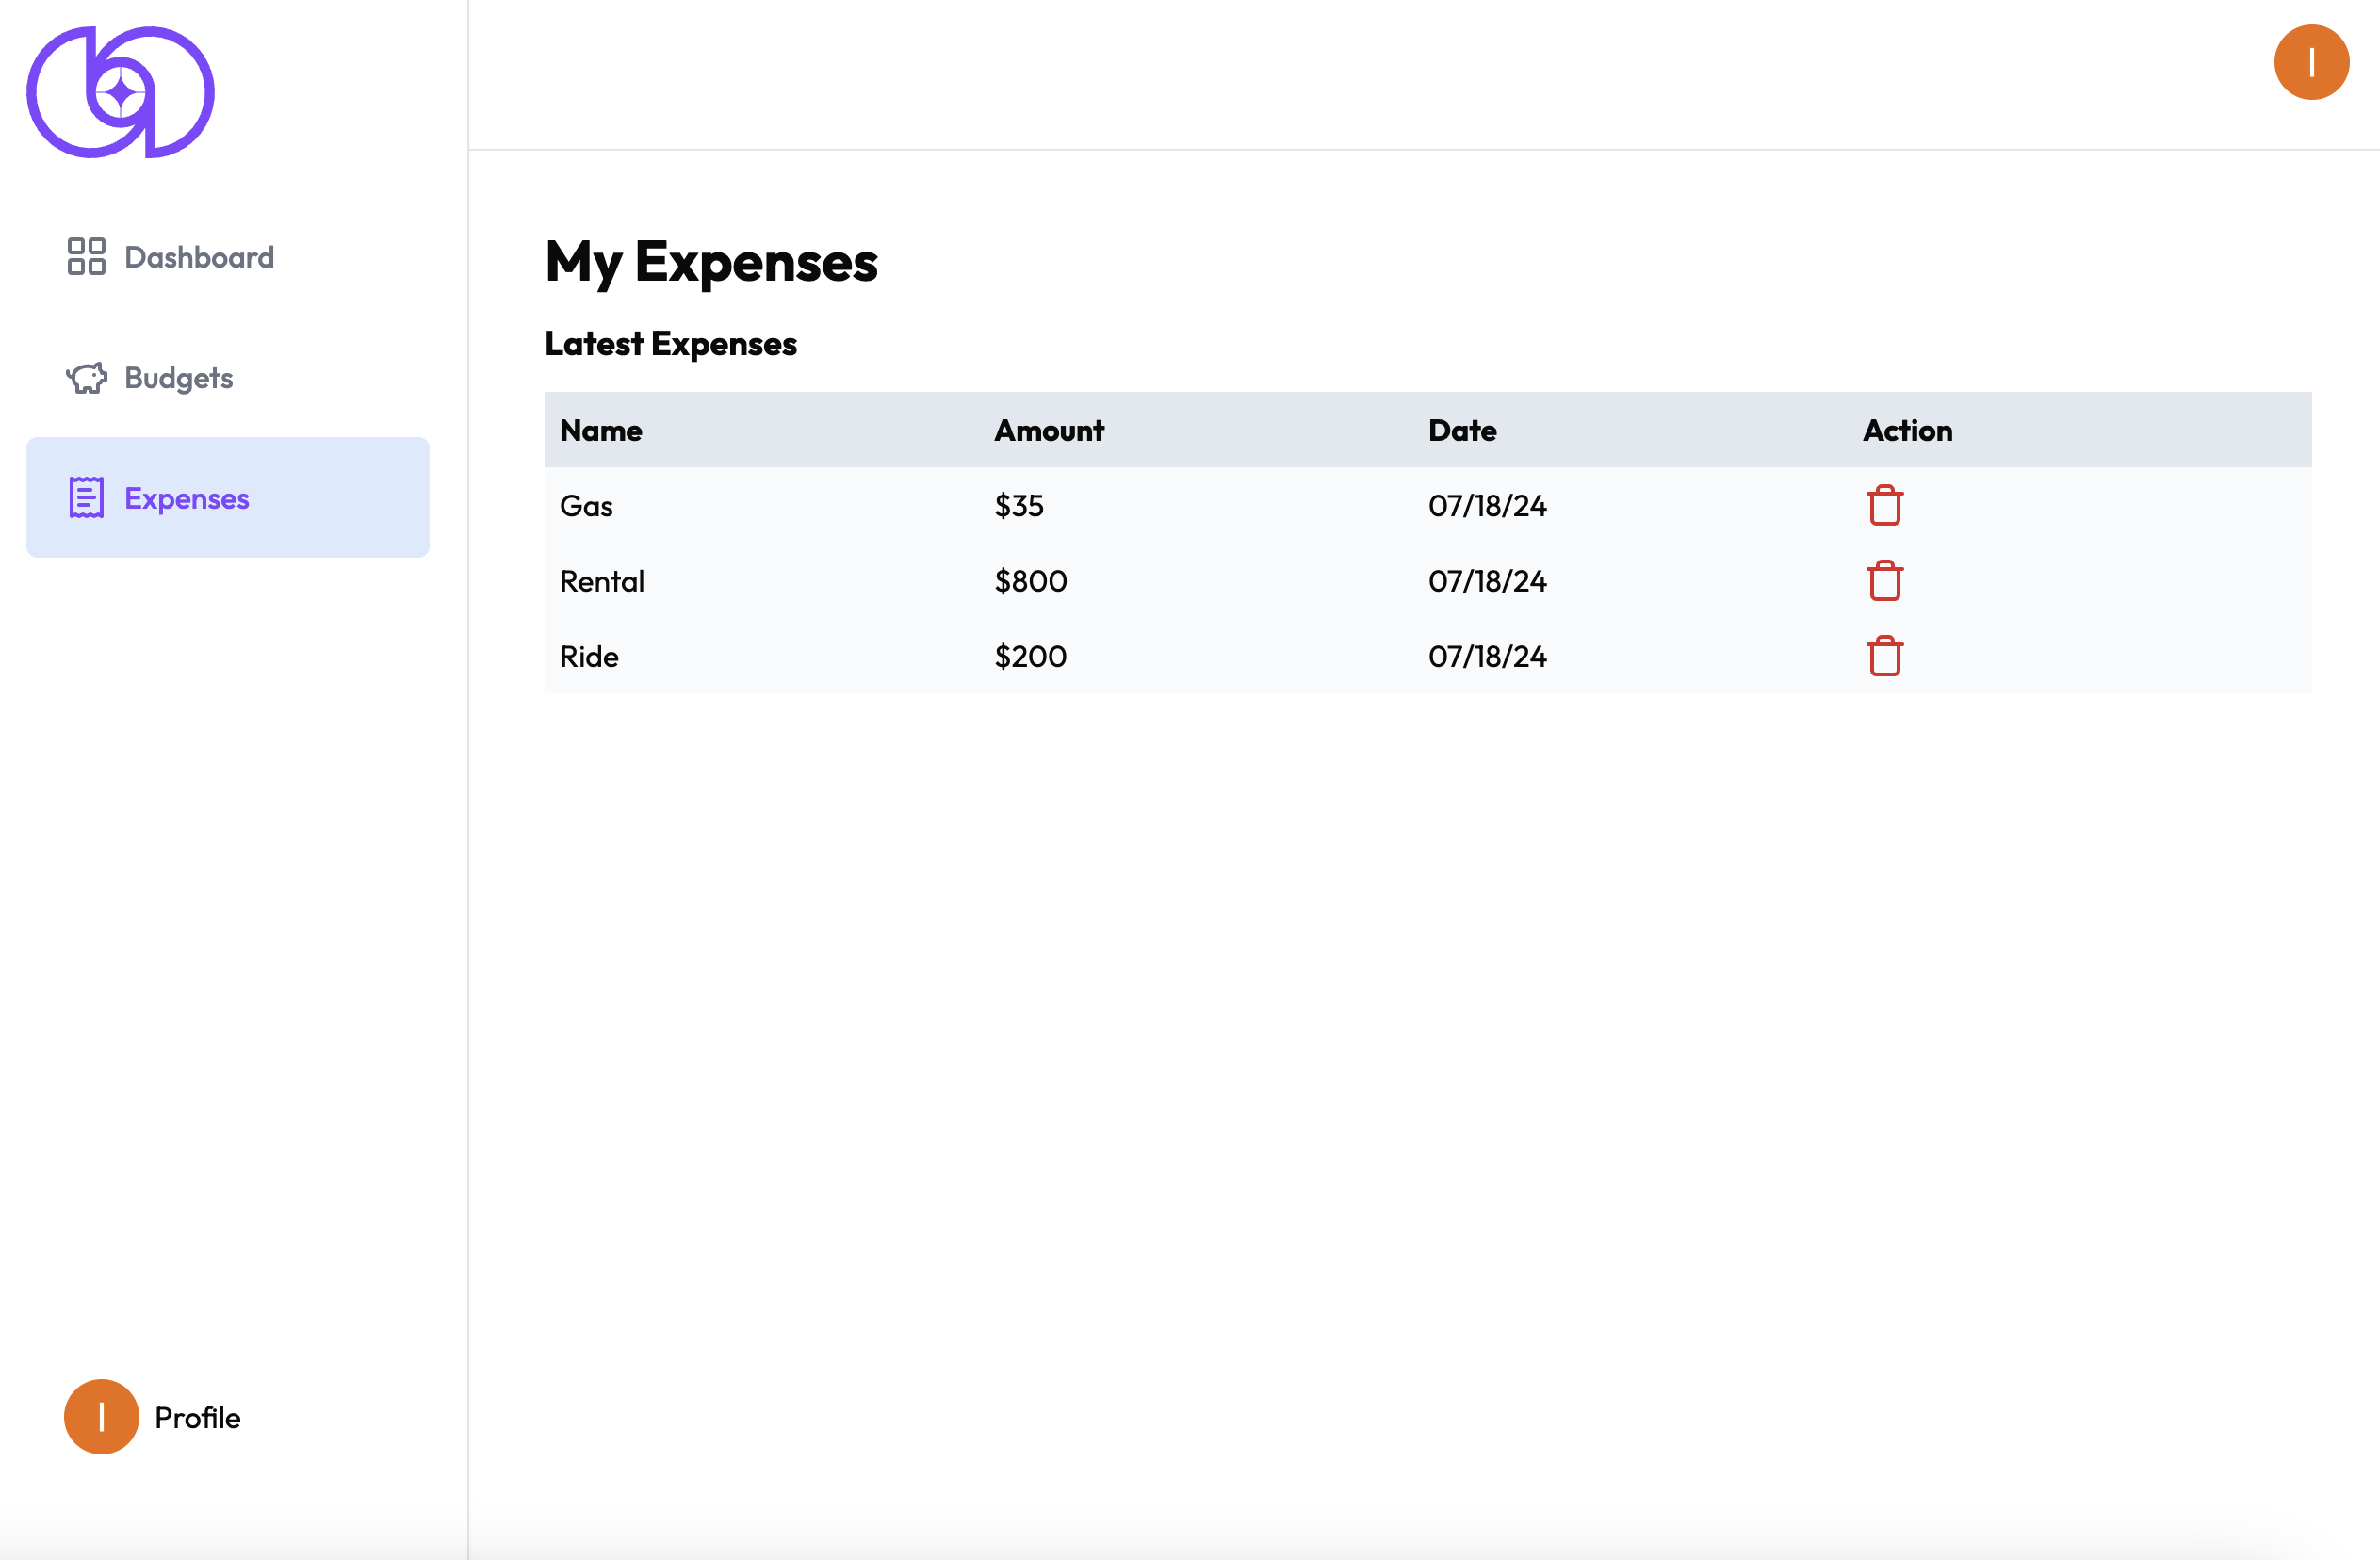 I
Dashboard
Budgets
Expenses
My Expenses
Latest Expenses
Name Amount Date Action
Gas $35 07/18/24
Rental $800 07/18/24
Ride $200 07/18/24
I Profile